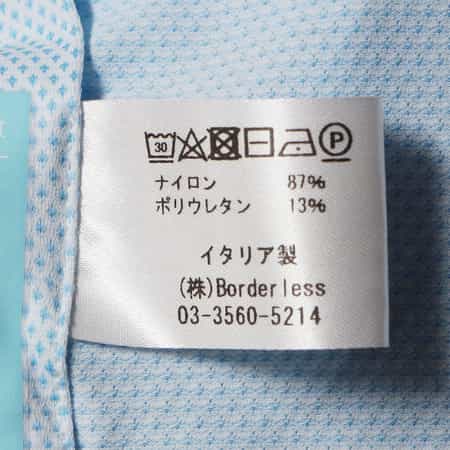 30 P
ナイロン 87%
ポリウレタン 13%
イタリア製
(株)Borderless
03-3560-5214